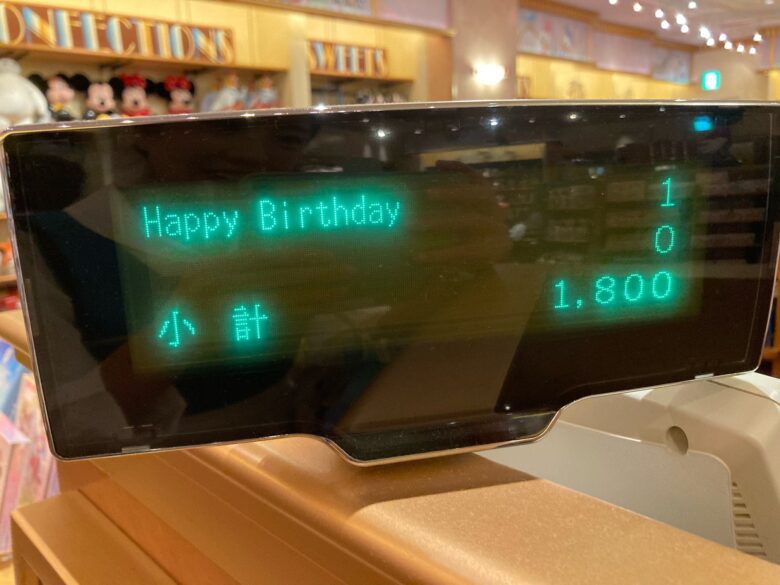 CONFECTIONS
SWEETS
Happy Birthday 1
0
小 計 1,800